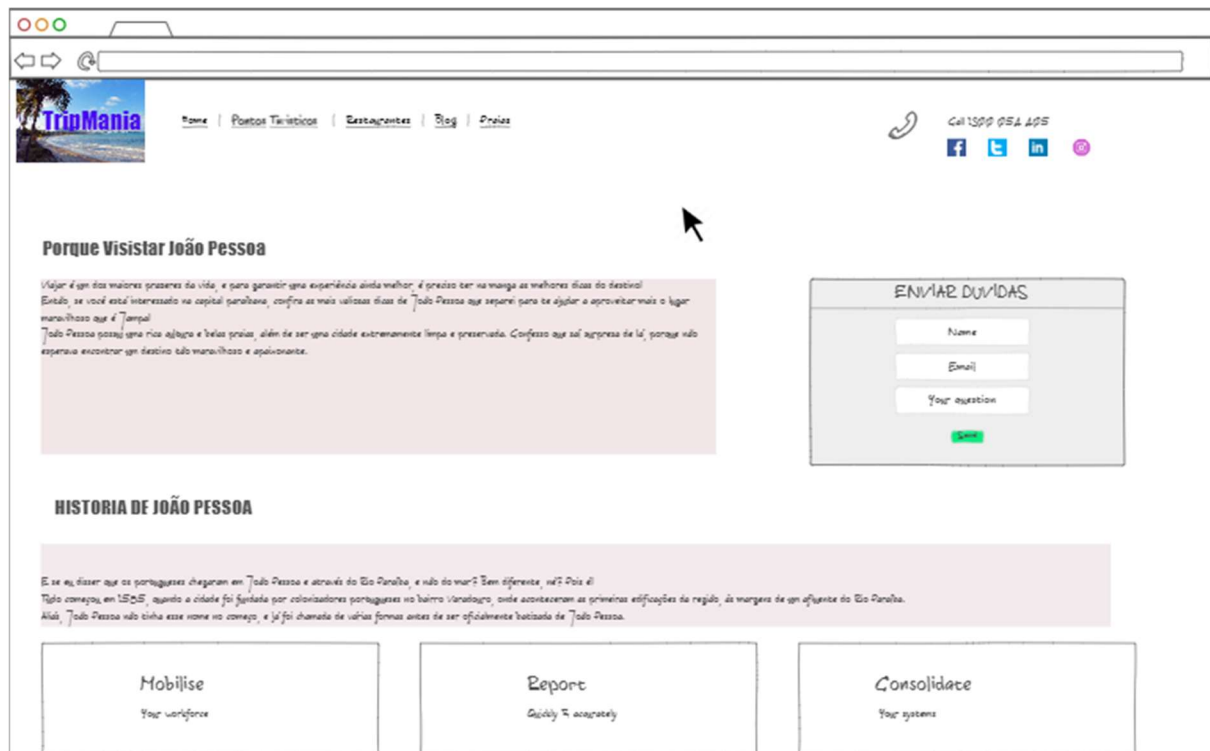 TripMania
Home | Pontos Turisticos | Restaurantes | Blog | Praias
Call 1300 051 105
Porque Visistar João Pessoa
Viajar é um dos maiores prazeres da vida, e para garantir uma experiência ainda melhor, é preciso ter na manga as melhores dicas do destino!
Então, se você está interessado na capital paraibana, confira as mais valiosas dicas de João Pessoa que separei para te ajudar a aproveitar mais o lugar
maravilhoso que é Jampa!
João Pessoa possui uma rica cultura e belas praias, além de ser uma cidade extremamente limpa e preservada. Confesso que saí surpresa de lá, porque não
esperava encontrar um destino tão maravilhoso e apaixonante.
ENVIAR DUVIDAS
Name
Email
Your question
Send
HISTORIA DE JOÃO PESSOA
E se eu disser que os portugueses chegaram em João Pessoa e através do Rio Paraíba, e não do mar? Bem diferente, né? Pois é!
Tudo começou em 1585, quando a cidade foi fundada por colonizadores portugueses no bairro Varadouro, onde aconteceram as primeiras edificações da região, às margens de um afluente do Rio Paraíba.
Aliás, João Pessoa não tinha esse nome no começo, e já foi chamada de várias formas antes de ser oficialmente batizada de João Pessoa.
Mobilise
Your workforce
Report
Quickly & accurately
Consolidate
Your systems